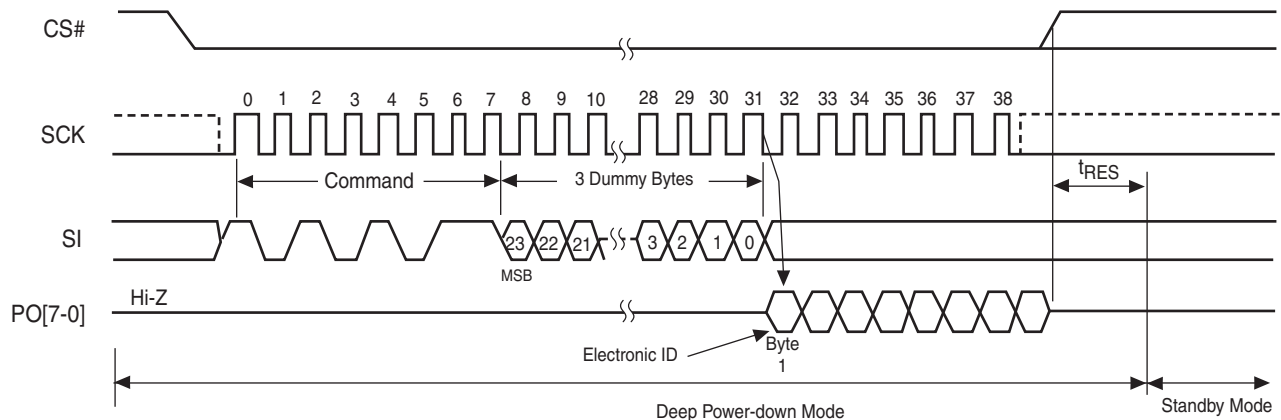 CS#
0 1 2 3 4 5 6 7 8 9 10 28 29 30 31 32 33 34 35 36 37 38
SCK
tRES
Command
3 Dummy Bytes
SI
23 22 21 3 2 1 0
MSB
Hi-Z
PO[7-0]
Electronic ID
Byte
1
Deep Power-down Mode
Standby Mode